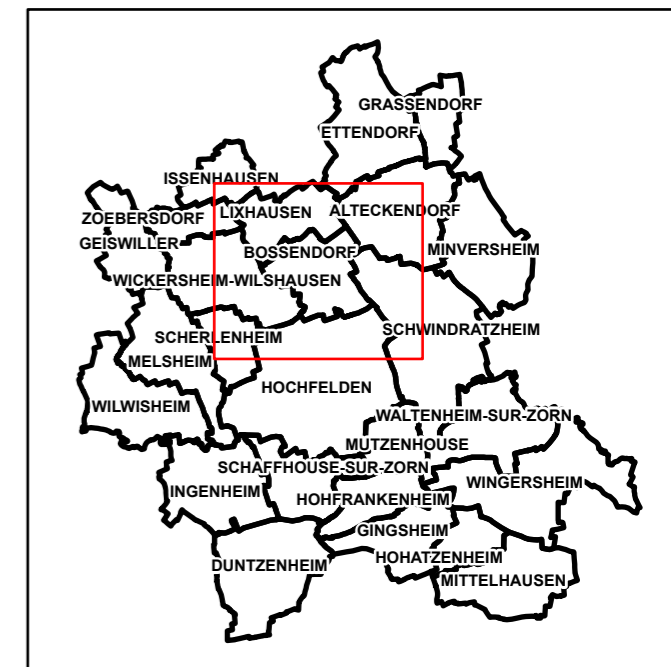 GRASSENDORF
ETTENDORF
ISSENHAUSEN
ZOEBERSDORF
LIXHAUSEN
ALTECKENDORF
GEISWILLER
BOSSENDORF
MINVERSHEIM
WICKERSHEIM-WILSHAUSEN
SCHERLENHEIM
SCHWINDRATZHEIM
MELSHEIM
HOCHFELDEN
WILWISHEIM
WALTENHEIM-SUR-ZORN
MUTZENHOUSE
SCHAFFHOUSE-SUR-ZORN
INGENHEIM
WINGERSHEIM
HOHFRANKENHEIM
GINGSHEIM
DUNTZENHEIM
HOHATZENHEIM
MITTELHAUSEN